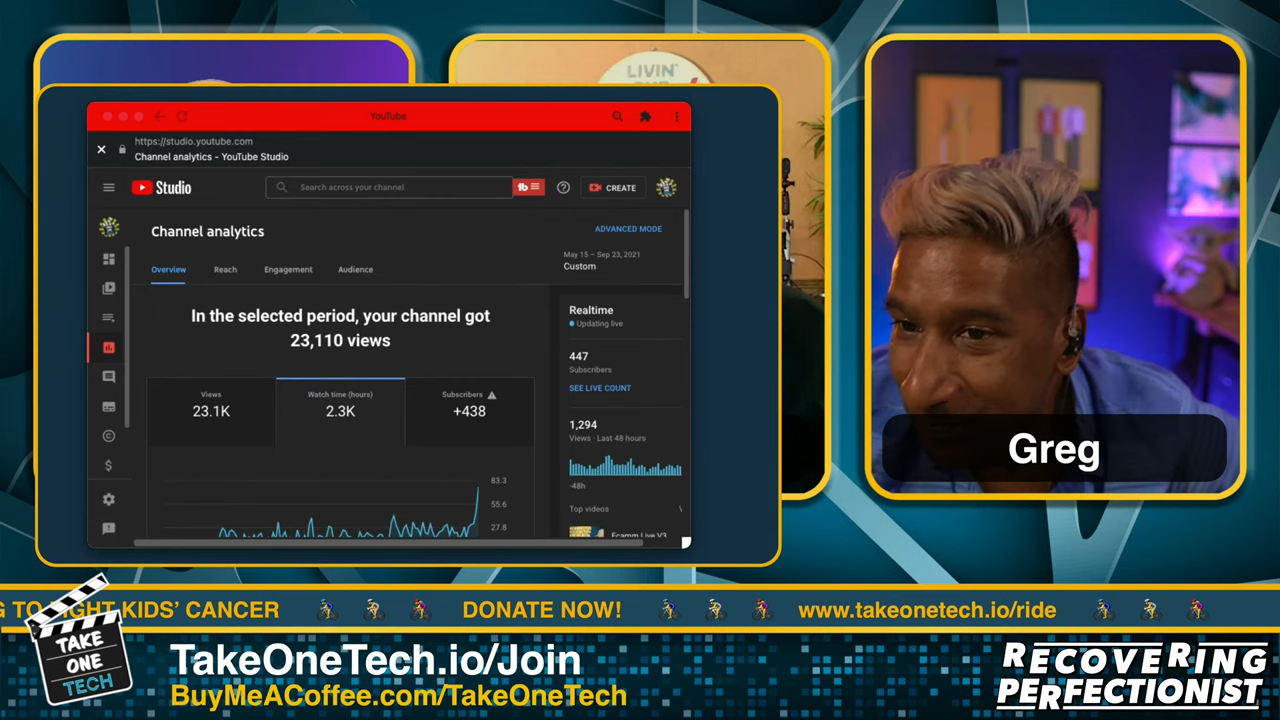 LIVIN'
YouTube
https://studio.youtube.com
Channel analytics - YouTube Studio
Studio
Search across your channel
tb
CREATE
Channel analytics
ADVANCED MODE
May 15 – Sep 23, 2021
Custom
Overview
Reach
Engagement
Audience
In the selected period, your channel got
23,110 views
Views
23.1K
Watch time (hours)
2.3K
Subscribers
+438
83.3
55.6
27.8
Realtime
Updating live
447
Subscribers
SEE LIVE COUNT
1,294
Views · Last 48 hours
-48h
Top videos
Ecamm Live V3
Greg
G TO FIGHT KIDS' CANCER
DONATE NOW!
www.takeonetech.io/ride
TAKE
ONE
TECH
TakeOneTech.io/Join
BuyMeACoffee.com/TakeOneTech
RECOVERING
PERFECTIONIST